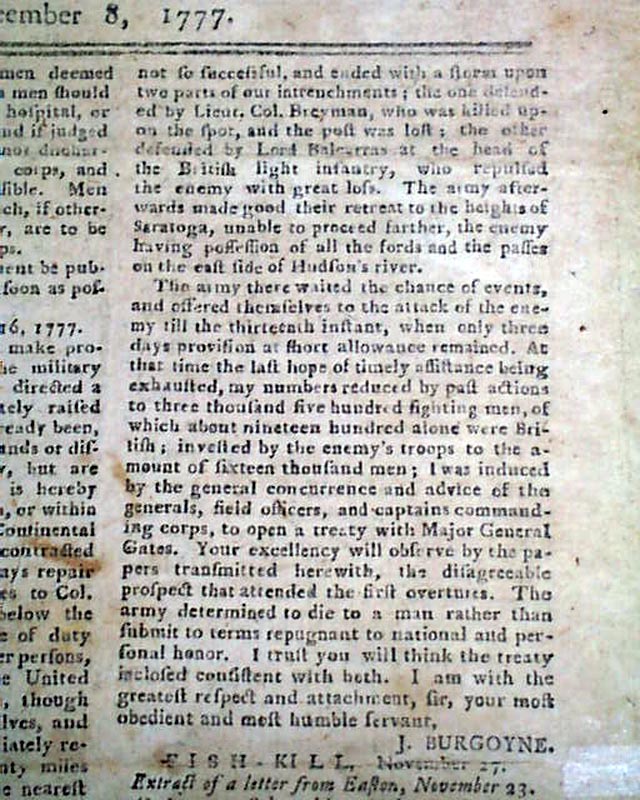 cember 8, 1777.
men deemed
a men should
hospital, or
and if judged
not dischar-
corps, and
sible. Men
ch, if other-
r, are to be
ps.
ent be pub-
soon as pos-
16, 1777.
make pro-
he military
directed a
tely raised
ready been,
ands or dis-
y, but are
is hereby
, or within
Continental
contracted
ays repair
es to Col.
below the
e of duty
er persons,
e United
, though
lves, and
iately re-
nty miles
e nearest
not so successful, and ended with a storm upon
two parts of our intrenchments; the one defend-
ed by Lieut. Col. Breyman, who was killed up-
on the spot, and the post was lost; the other
defended by Lord Balcarras at the head of
the British light infantry, who repulsed
the enemy with great loss. The army after-
wards made good their retreat to the heights of
Saratoga, unable to proceed farther, the enemy
having possession of all the fords and the passes
on the east side of Hudson's river.
The army there waited the chance of events,
and offered themselves to the attack of the ene-
my till the thirteenth instant, when only three
days provision at short allowance remained. At
that time the last hope of timely assistance being
exhausted, my numbers reduced by past actions
to three thousand five hundred fighting men, of
which about nineteen hundred alone were Bri-
tish; invested by the enemy's troops to the a-
mount of sixteen thousand men; I was induced
by the general concurrence and advice of the
generals, field officers, and captains command-
ing corps, to open a treaty with Major General
Gates. Your excellency will observe by the pa-
pers transmitted herewith, the disagreeable
prospect that attended the first overtures. The
army determined to die to a man rather than
submit to terms repugnant to national and per-
sonal honor. I trust you will think the treaty
inclosed consistent with both. I am with the
greatest respect and attachment, sir, your most
obedient and most humble servant,
J. BURGOYNE.
FISH-KILL, November 27.
Extract of a letter from Easton, November 23.